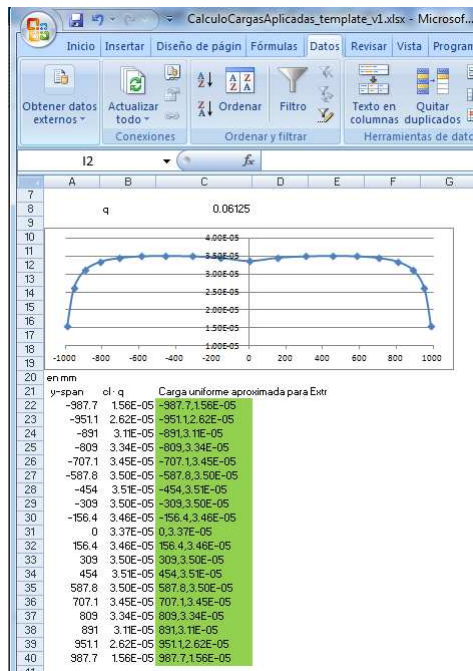 CalculoCargasAplicadas_template_v1.xlsx - Microsof...
Inicio Insertar Diseño de págin Fórmulas Datos Revisar Vista Program
Obtener datos externos
Actualizar todo
Ordenar
Filtro
Texto en columnas
Quitar duplicados
Conexiones
Ordenar y filtrar
Herramientas de dato
I2
fx
A B C D E F G
7
8 q 0.06125
9
10
11
12
13
14
15
16
17
18
19
4.00E-05
3.50E-05
3.00E-05
2.50E-05
2.00E-05
1.50E-05
1.00E-05
-1000 -800 -600 -400 -200 0 200 400 600 800 1000
20 en mm
21 y-span cl · q Carga uniforme aproximada para Extr
22 -987.7 1.56E-05 -987.7,1.56E-05
23 -951.1 2.62E-05 -951.1,2.62E-05
24 -891 3.11E-05 -891,3.11E-05
25 -809 3.34E-05 -809,3.34E-05
26 -707.1 3.45E-05 -707.1,3.45E-05
27 -587.8 3.50E-05 -587.8,3.50E-05
28 -454 3.51E-05 -454,3.51E-05
29 -309 3.50E-05 -309,3.50E-05
30 -156.4 3.46E-05 -156.4,3.46E-05
31 0 3.37E-05 0,3.37E-05
32 156.4 3.46E-05 156.4,3.46E-05
33 309 3.50E-05 309,3.50E-05
34 454 3.51E-05 454,3.51E-05
35 587.8 3.50E-05 587.8,3.50E-05
36 707.1 3.45E-05 707.1,3.45E-05
37 809 3.34E-05 809,3.34E-05
38 891 3.11E-05 891,3.11E-05
39 951.1 2.62E-05 951.1,2.62E-05
40 987.7 1.56E-05 987.7,1.56E-05